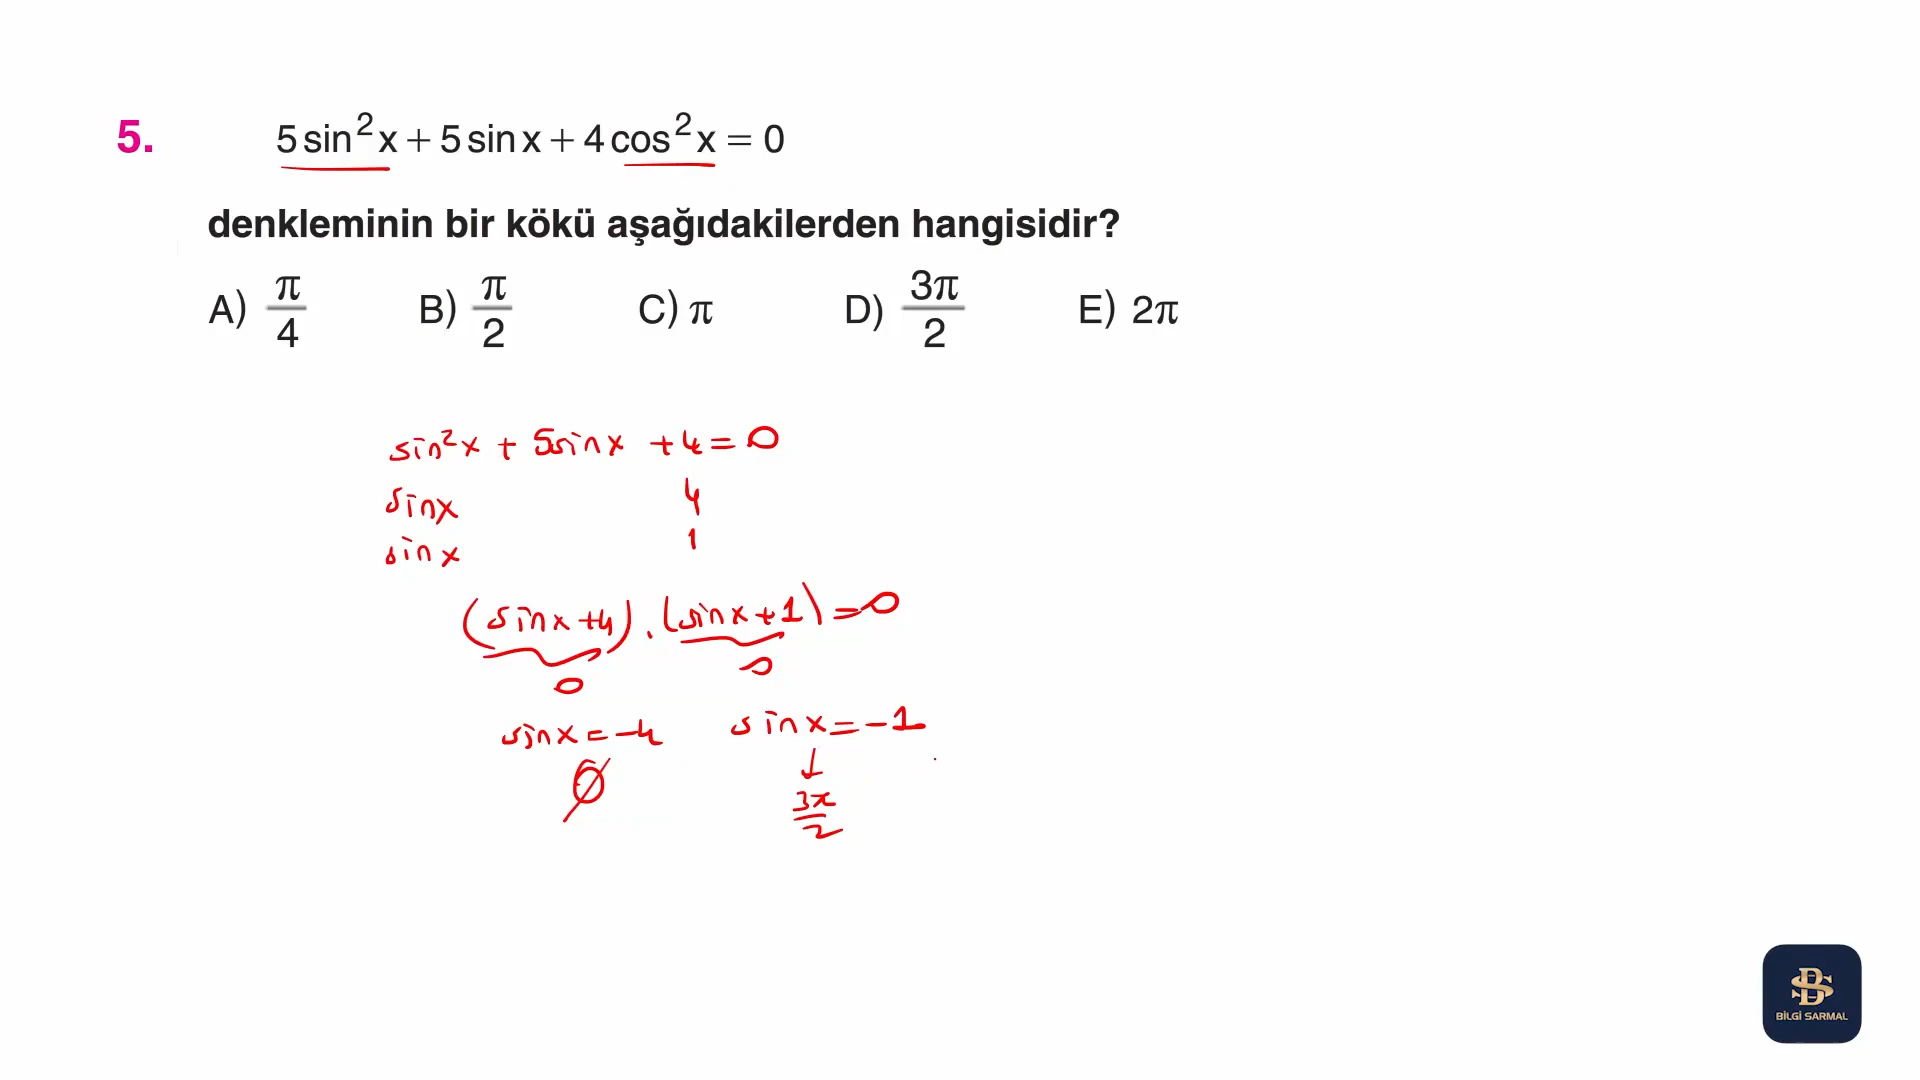 5. 5 sin²x + 5 sin x + 4 cos²x = 0
denkleminin bir kökü aşağıdakilerden hangisidir?
A) π/4 B) π/2 C) π D) 3π/2 E) 2π
sin²x + 5sinx + 4 = 0
sinx 4
sinx 1
(sinx+4) . (sinx+1) = 0
0 0
sinx = -4 sinx = -1
Ø ↓
3π/2
BS
BİLGİ SARMAL